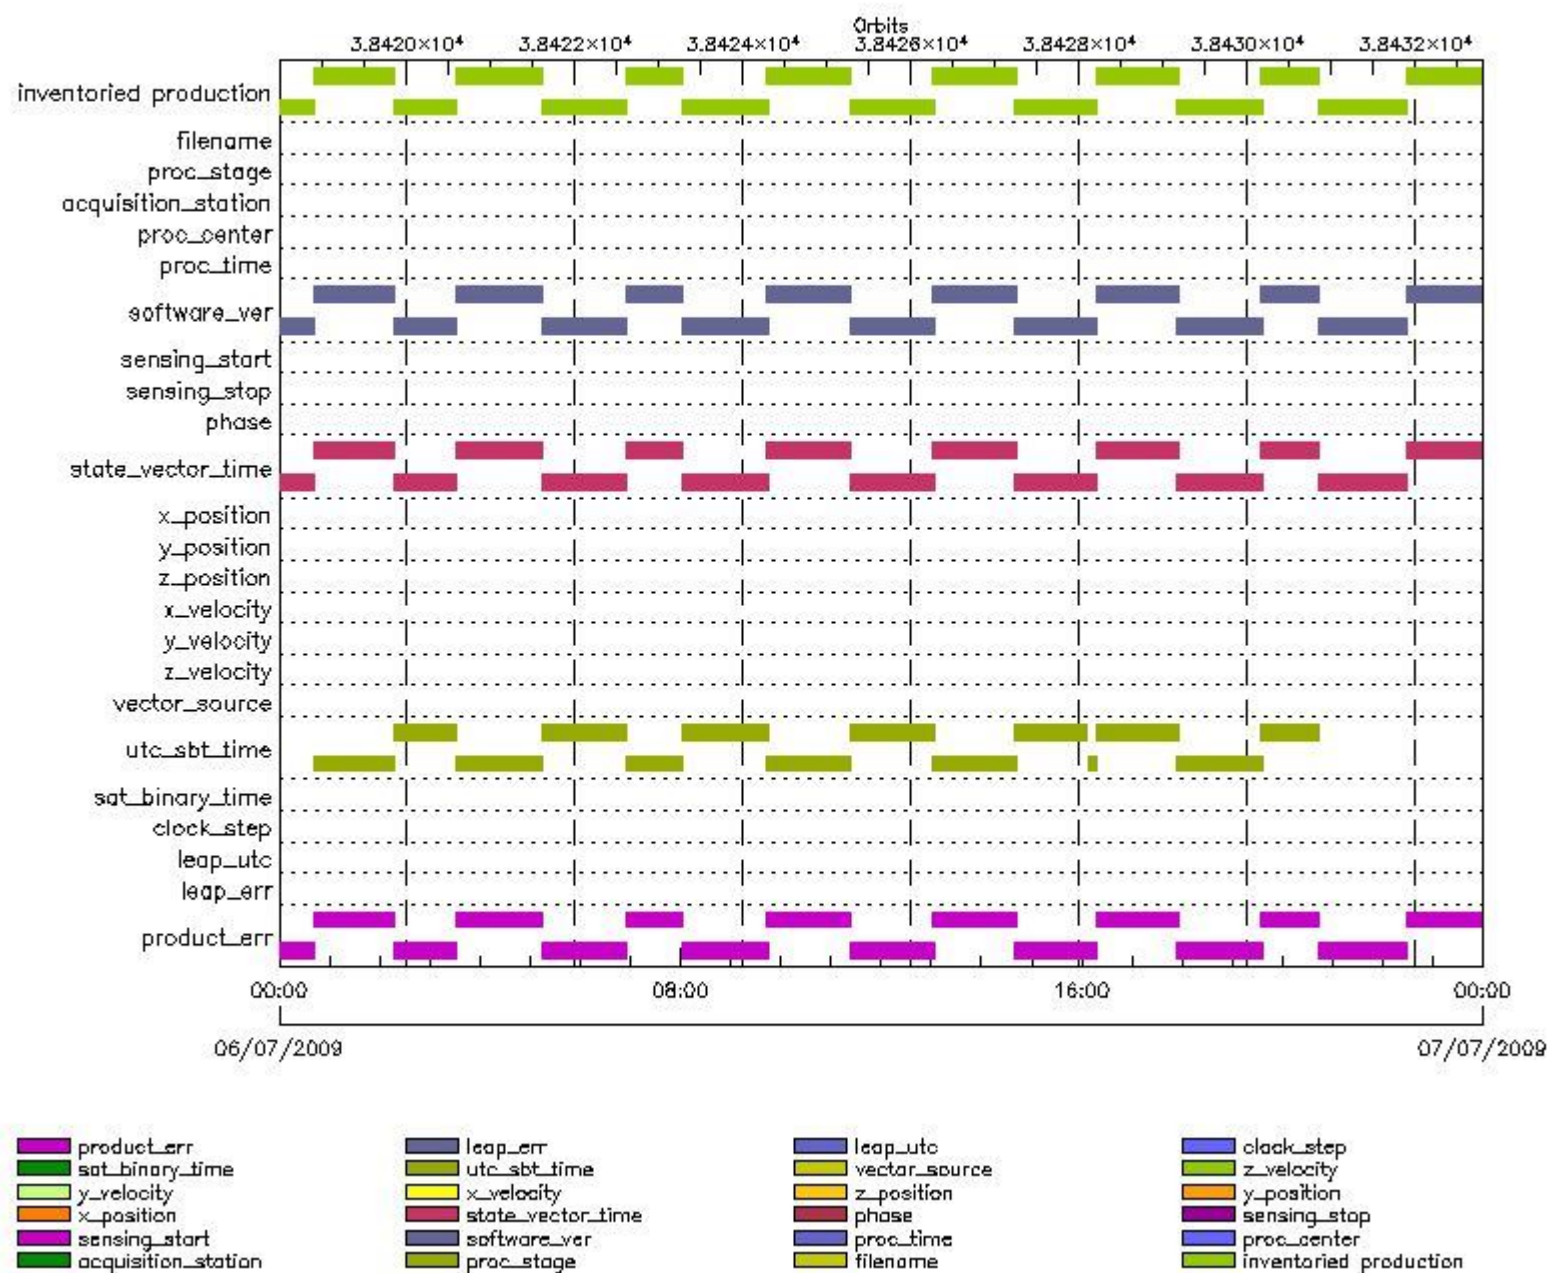 Orbits
3.8420×10⁴ 3.8422×10⁴ 3.8424×10⁴ 3.8426×10⁴ 3.8428×10⁴ 3.8430×10⁴ 3.8432×10⁴
inventoried production
filename
proc_stage
acquisition_station
proc_center
proc_time
software_ver
sensing_start
sensing_stop
phase
state_vector_time
x_position
y_position
z_position
x_velocity
y_velocity
z_velocity
vector_source
utc_sbt_time
sat_binary_time
clock_step
leap_utc
leap_err
product_err
00:00 08:00 16:00 00:00
06/07/2009 07/07/2009
product_err leap_err leap_utc clock_step
sat_binary_time utc_sbt_time vector_source z_velocity
y_velocity x_velocity z_position y_position
x_position state_vector_time phase sensing_stop
sensing_start software_ver proc_time proc_center
acquisition_station proc_stage filename inventoried production